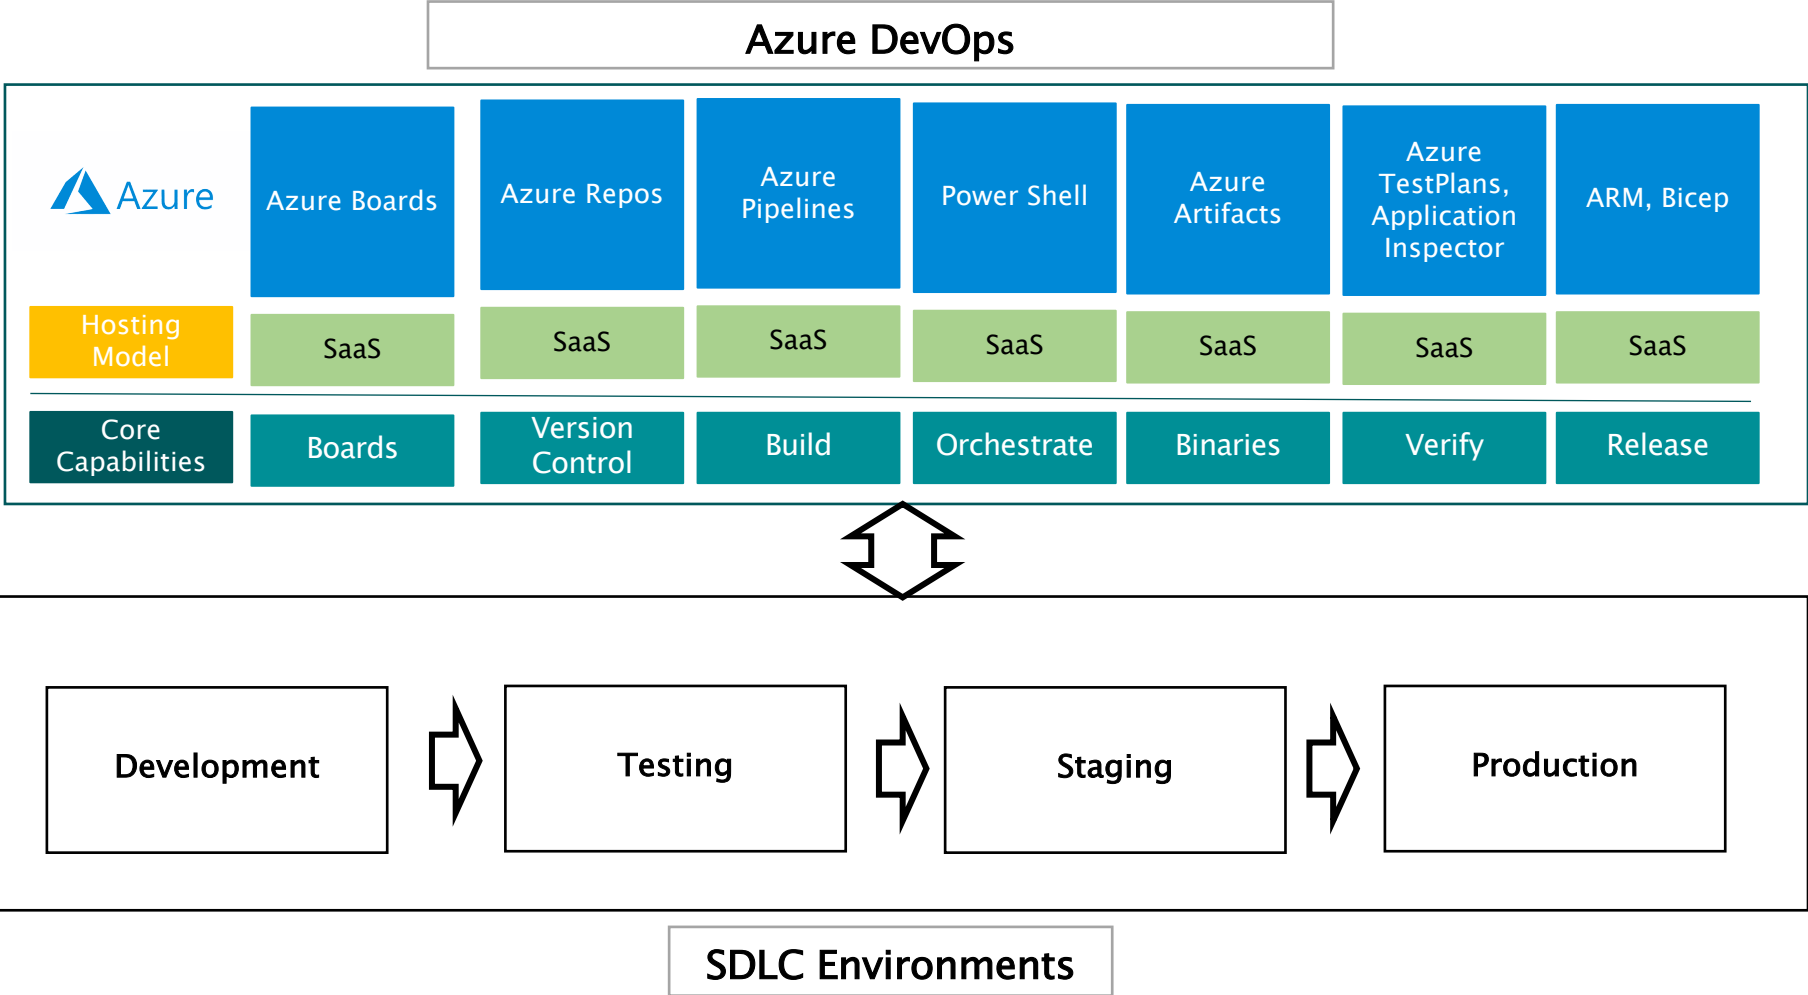 Azure DevOps
Azure
Azure Boards
Azure Repos
Azure
Pipelines
Power Shell
Azure
Artifacts
Azure
TestPlans,
Application
Inspector
ARM, Bicep
Hosting
Model
SaaS
SaaS
SaaS
SaaS
SaaS
SaaS
SaaS
Core
Capabilities
Boards
Version
Control
Build
Orchestrate
Binaries
Verify
Release
Development
Testing
Staging
Production
SDLC Environments